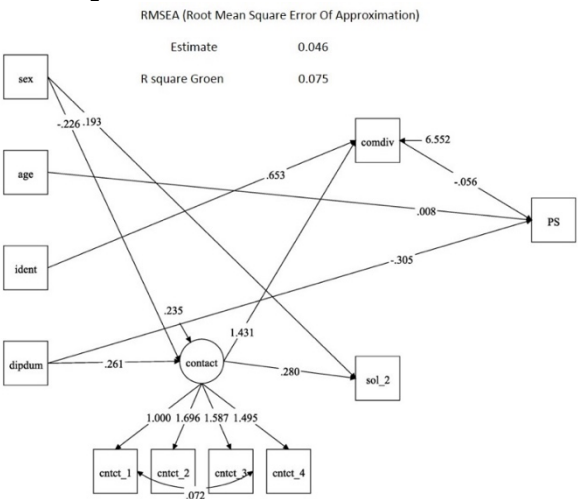 RMSEA (Root Mean Square Error Of Approximation)
Estimate 0.046
R square Groen 0.075
sex
-.226 .193
comdiv
6.552
age
.653
-.056
.008
PS
ident
-.305
.235
1.431
dipdum
.261
contact
.280
sol_2
1.000 1.696 1.587 1.495
cntct_1 cntct_2 cntct_3 cntct_4
.072